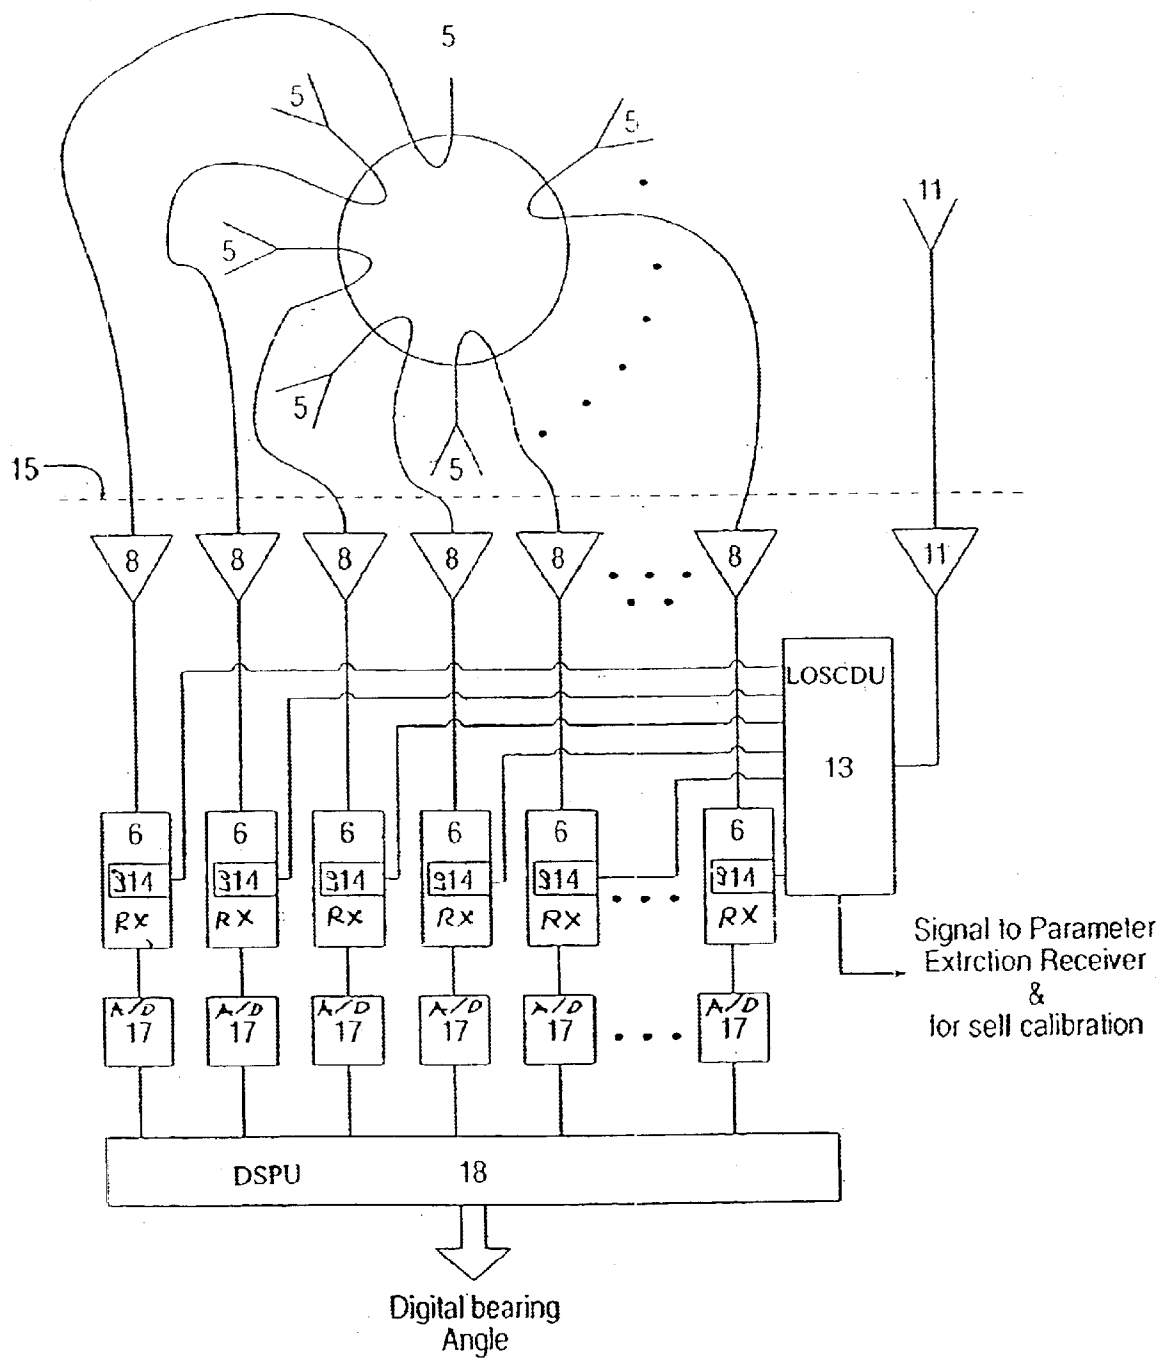 5
5
5
11
5
5
5
15
8 8 8 8 8 8 11
LOSCDU
13
6 6 6 6 6 6
314 314 314 314 314 314
RX RX RX RX RX RX
Signal to Parameter
Extrction Receiver
&
for sell calibration
A/D A/D A/D A/D A/D A/D
17 17 17 17 17 17
DSPU 18
Digital bearing
Angle